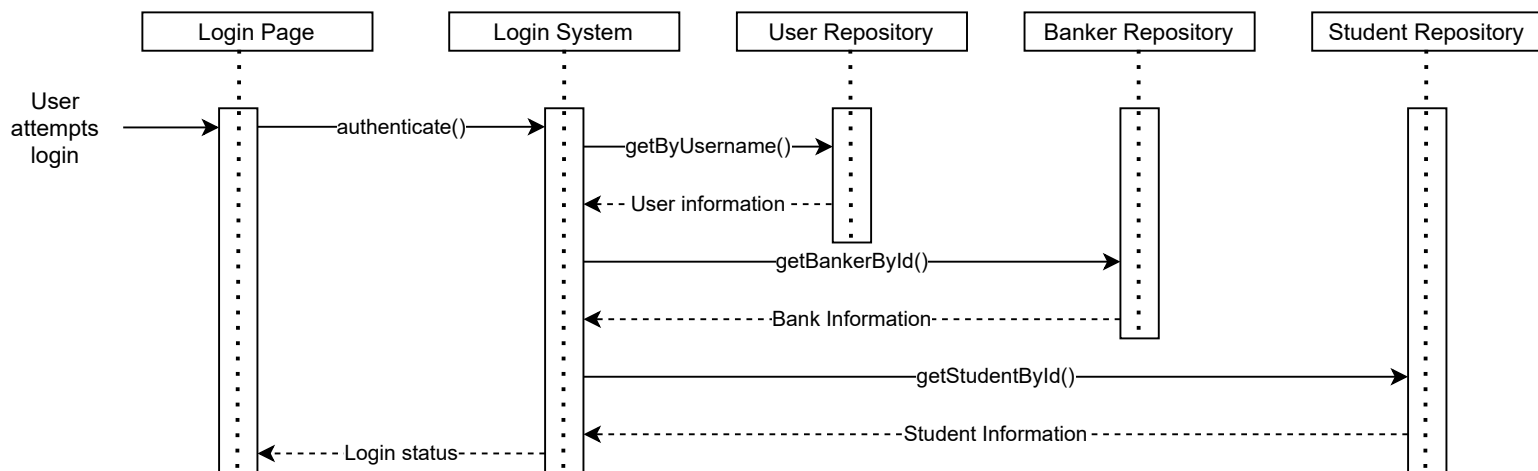 Login Page
Login System
User Repository
Banker Repository
Student Repository
User
attempts
login
authenticate()
getByUsername()
User information
getBankerById()
Bank Information
getStudentById()
Student Information
Login status